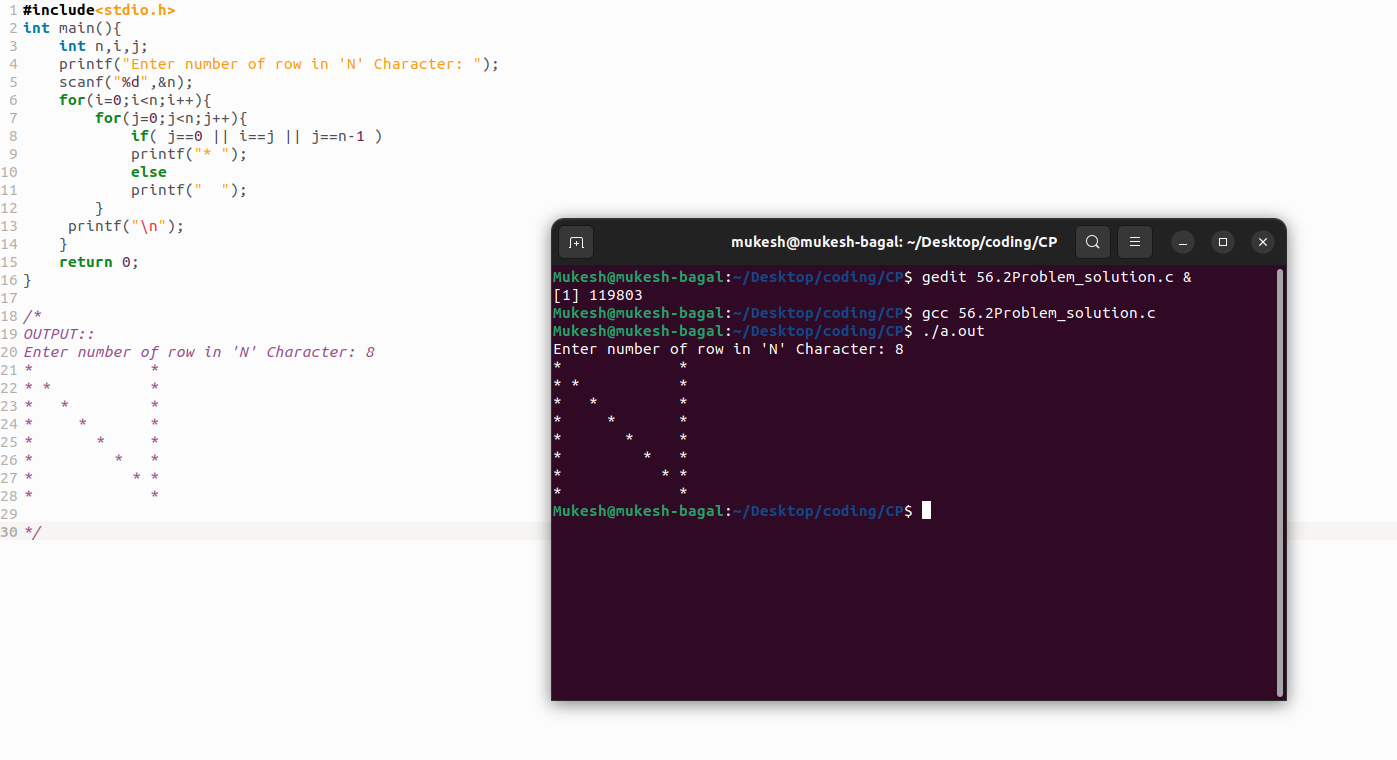 1 #include<stdio.h>
2 int main(){
3     int n,i,j;
4     printf("Enter number of row in 'N' Character: ");
5     scanf("%d",&n);
6     for(i=0;i<n;i++){
7         for(j=0;j<n;j++){
8             if( j==0 || i==j || j==n-1 )
9             printf("* ");
10             else
11             printf("  ");
12         }
13      printf("\n");
14     }
15     return 0;
16 }
17
18 /*
19 OUTPUT::
20 Enter number of row in 'N' Character: 8
21 *             *
22 * *           *
23 *   *         *
24 *     *       *
25 *       *     *
26 *         *   *
27 *           * *
28 *             *
29
30 */
mukesh@mukesh-bagal: ~/Desktop/coding/CP
Mukesh@mukesh-bagal:~/Desktop/coding/CP$ gedit 56.2Problem_solution.c &
[1] 119803
Mukesh@mukesh-bagal:~/Desktop/coding/CP$ gcc 56.2Problem_solution.c
Mukesh@mukesh-bagal:~/Desktop/coding/CP$ ./a.out
Enter number of row in 'N' Character: 8
*             *
* *           *
*   *         *
*     *       *
*       *     *
*         *   *
*           * *
*             *
Mukesh@mukesh-bagal:~/Desktop/coding/CP$